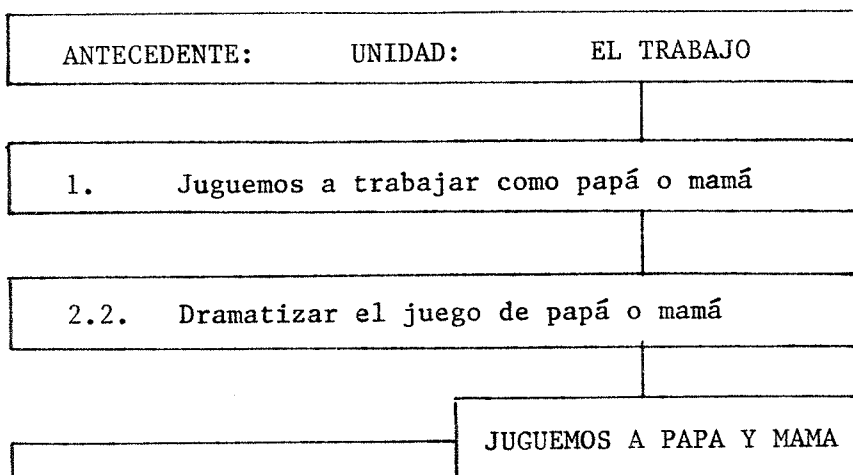 ANTECEDENTE: UNIDAD: EL TRABAJO
1. Juguemos a trabajar como papá o mamá
2.2. Dramatizar el juego de papá o mamá
JUGUEMOS A PAPA Y MAMA